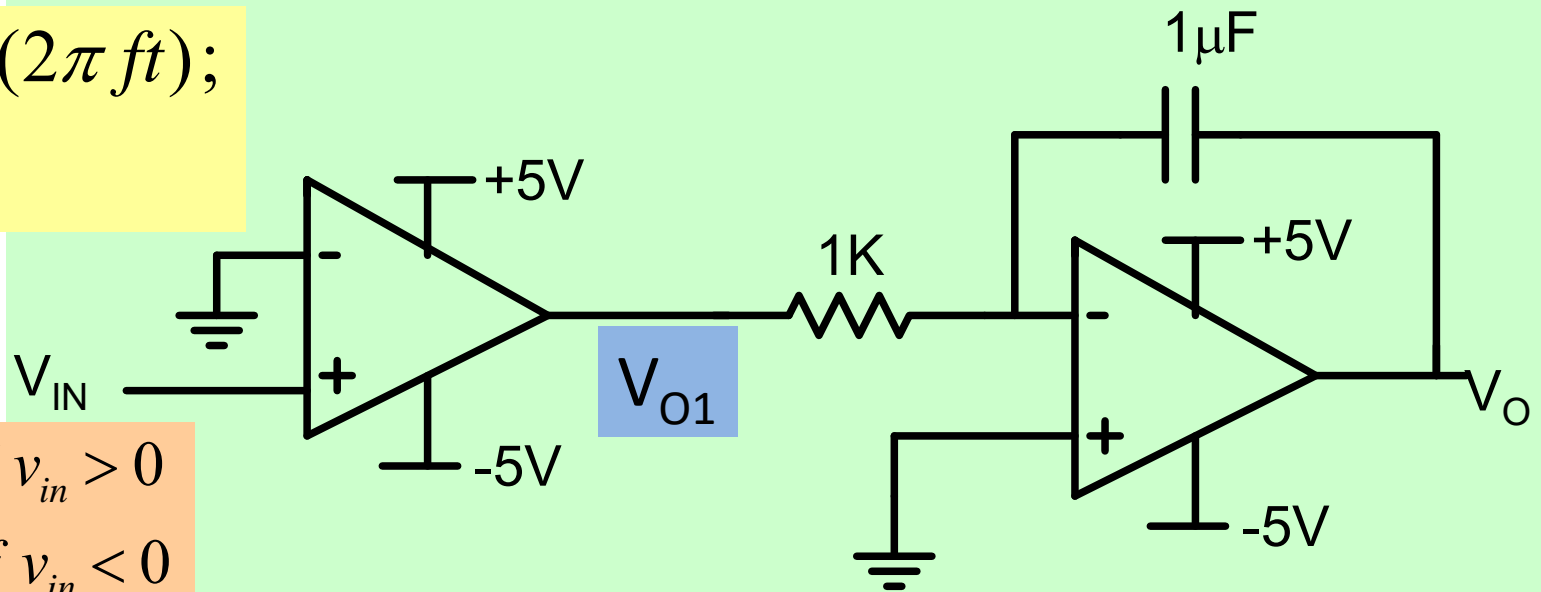 (2π ft);
1μF
+5V
+5V
1K
-
-
V_IN
+
V_O1
V_O
+
-5V
-5V
v_in > 0
v_in < 0